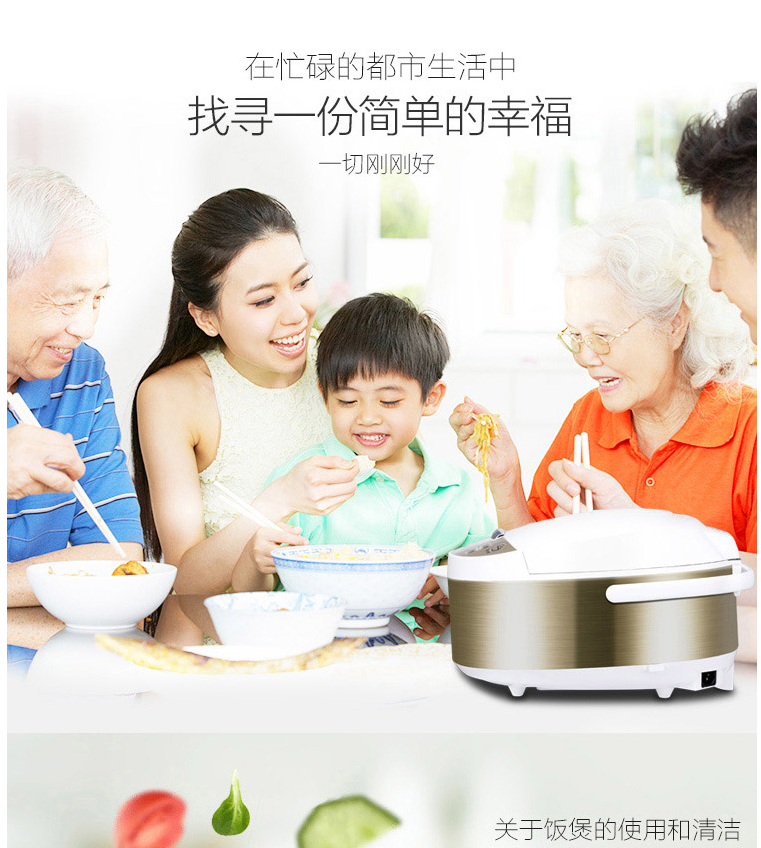 在忙碌的都市生活中
找寻一份简单的幸福
一切刚刚好
关于饭煲的使用和清洁